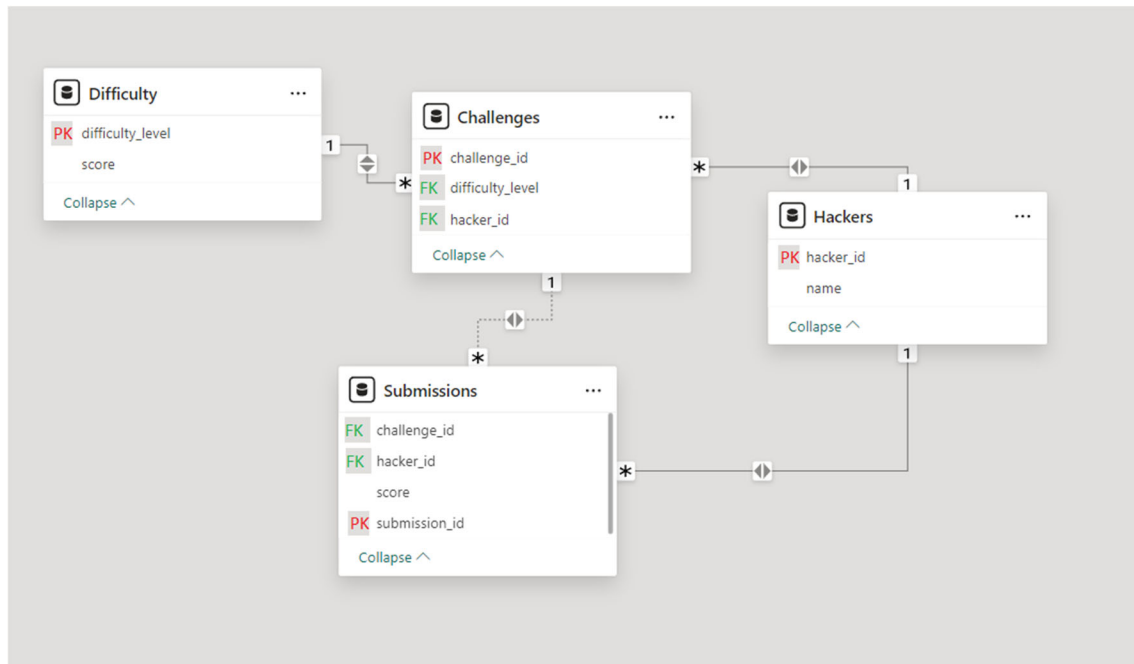 Difficulty ...
PK difficulty_level
score
Collapse
1
*
Challenges ...
PK challenge_id
FK difficulty_level
FK hacker_id
Collapse
*
1
Hackers ...
PK hacker_id
name
Collapse
1
1
*
Submissions ...
FK challenge_id
FK hacker_id
score
PK submission_id
Collapse
*